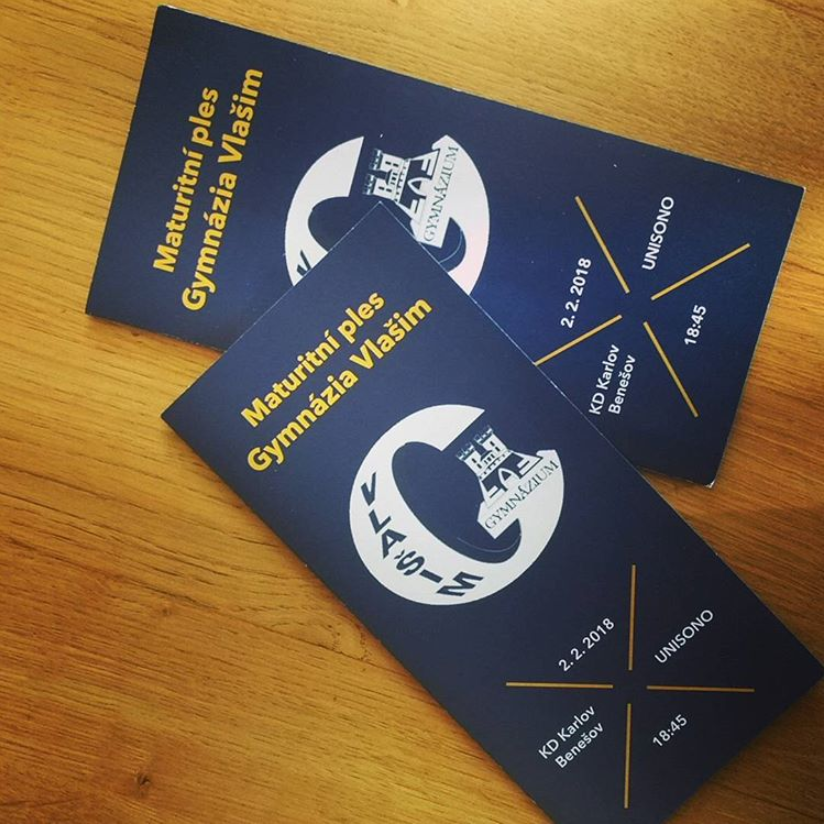 Maturitní ples
Gymnázia Vlašim
GYMNÁZIUM
2. 2. 2018
UNISONO
KD Karlov
Benešov
18:45
Maturitní ples
Gymnázia Vlašim
VLAŠIM
GYMNÁZIUM
2. 2. 2018
UNISONO
KD Karlov
Benešov
18:45